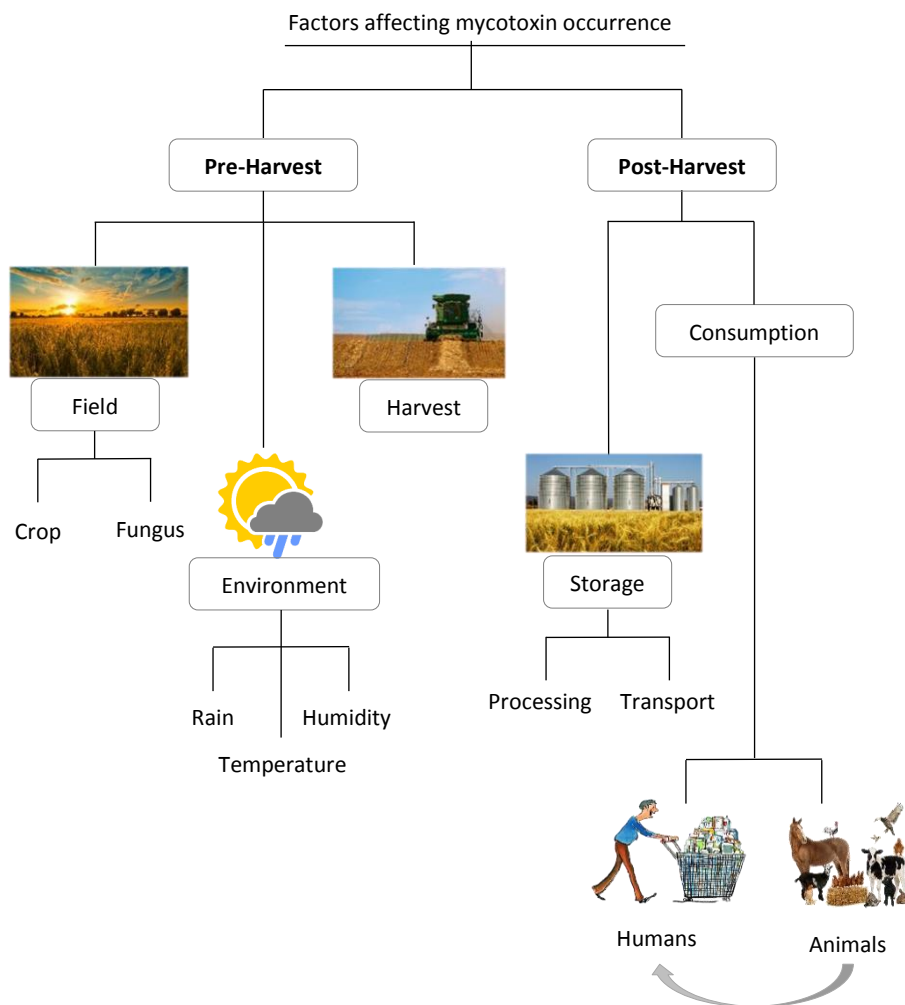 Factors affecting mycotoxin occurrence
Pre-Harvest
Post-Harvest
Consumption
Field
Harvest
Crop
Fungus
Environment
Storage
Rain
Humidity
Temperature
Processing
Transport
Humans
Animals